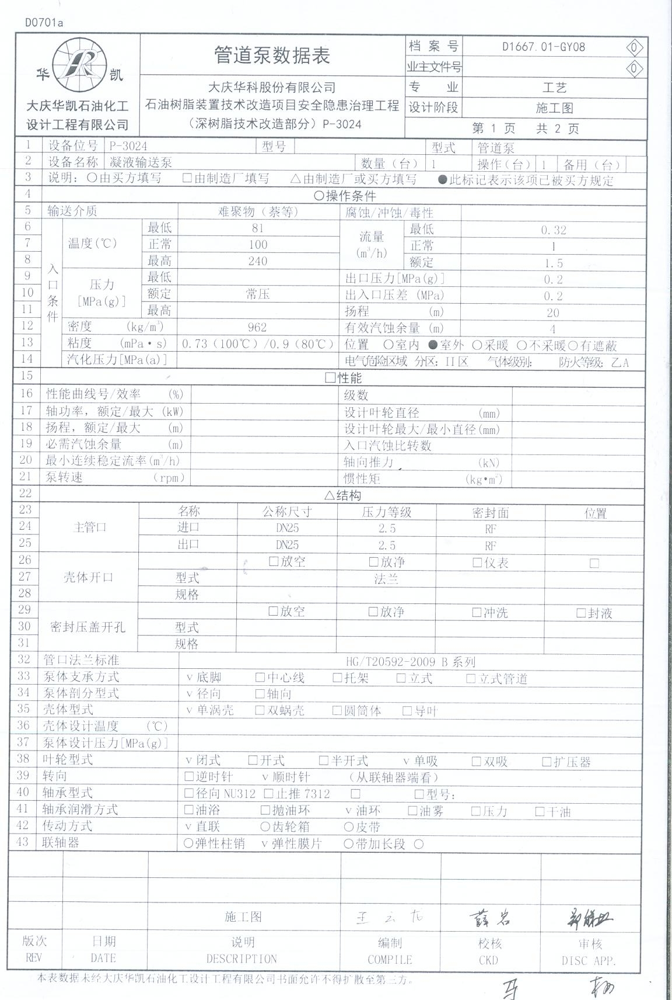 D0701a
华 凯
大庆华凯石油化工
设计工程有限公司
管道泵数据表
大庆华科股份有限公司
石油树脂装置技术改造项目安全隐患治理工程
（深树脂技术改造部分）P-3024
档 案 号 D1667.01-GY08 0
业主文件号 0
专 业 工艺
设计阶段 施工图
第 1 页 共 2 页
1 设备位号 P-3024 型号 型式 管道泵
2 设备名称 凝液输送泵 数量（台） 1 操作（台） 1 备用（台）
3 说明：○由买方填写 □由制造厂填写 △由制造厂或买方填写 ●此标记表示该项已被买方规定
4 ○操作条件
5 输送介质 难聚物（萘等） 腐蚀/冲蚀/毒性
入口条件
6 温度(℃) 最低 81 流量(m³/h) 最低 0.32
7 正常 100 正常 1
8 最高 240 额定 1.5
9 压力[MPa(g)] 最低 出口压力[MPa(g)] 0.2
10 额定 常压 出入口压差 (MPa) 0.2
11 最高 扬程 (m) 20
12 密度 (kg/m³) 962 有效汽蚀余量 (m) 4
13 粘度 (mPa·s) 0.73（100℃）/0.9（80℃） 位置 ○室内 ●室外 ○采暖 ○不采暖○有遮蔽
14 汽化压力[MPa(a)] 电气危险区域 分区：II区 气体级别： 防火等级：乙A
15 □性能
16 性能曲线号/效率 (%) 级数
17 轴功率，额定/最大 (kW) 设计叶轮直径 (mm)
18 扬程，额定/最大 (m) 设计叶轮最大/最小直径(mm)
19 必需汽蚀余量 (m) 入口汽蚀比转数
20 最小连续稳定流率(m³/h) 轴向推力 (kN)
21 泵转速 (rpm) 惯性矩 (kg•m²)
22 △结构
23 主管口 名称 公称尺寸 压力等级 密封面 位置
24 进口 DN25 2.5 RF
25 出口 DN25 2.5 RF
26 壳体开口 □放空 □放净 □仪表 □
27 型式 法兰
28 规格
29 密封压盖开孔 □放空 □放净 □冲洗 □封液
30 型式
31 规格
32 管口法兰标准 HG/T20592-2009 B 系列
33 泵体支承方式 v 底脚 □中心线 □托架 □立式 □立式管道
34 泵体剖分型式 v 径向 □轴向
35 壳体型式 v 单涡壳 □双蜗壳 □圆筒体 □导叶
36 壳体设计温度 (℃)
37 泵体设计压力[MPa(g)]
38 叶轮型式 v 闭式 □开式 □半开式 v 单吸 □双吸 □扩压器
39 转向 □逆时针 v 顺时针 （从联轴器端看）
40 轴承型式 □径向 NU312 □止推 7312 □ □型号：
41 轴承润滑方式 □油浴 □抛油环 v 油环 □油雾 □压力 □干油
42 传动方式 v 直联 ○齿轮箱 ○皮带
43 联轴器 ○弹性柱销 v 弹性膜片 ○带加长段 ○
施工图 王云龙 薛岩
版次 日期 说明 编制 校核 审核
REV DATE DESCRIPTION COMPILE CKD DISC APP.
本表数据未经大庆华凯石油化工设计工程有限公司书面允许不得扩散至第三方。